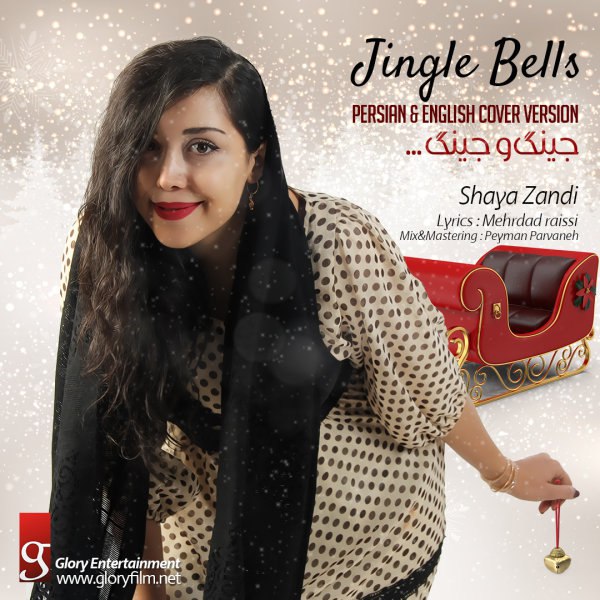 Jingle Bells
PERSIAN & ENGLISH COVER VERSION
جینگ و جینگ ...
Shaya Zandi
Lyrics : Mehrdad raissi
Mix&Mastering : Peyman Parvaneh
g
Glory Entertainment
www.gloryfilm.net